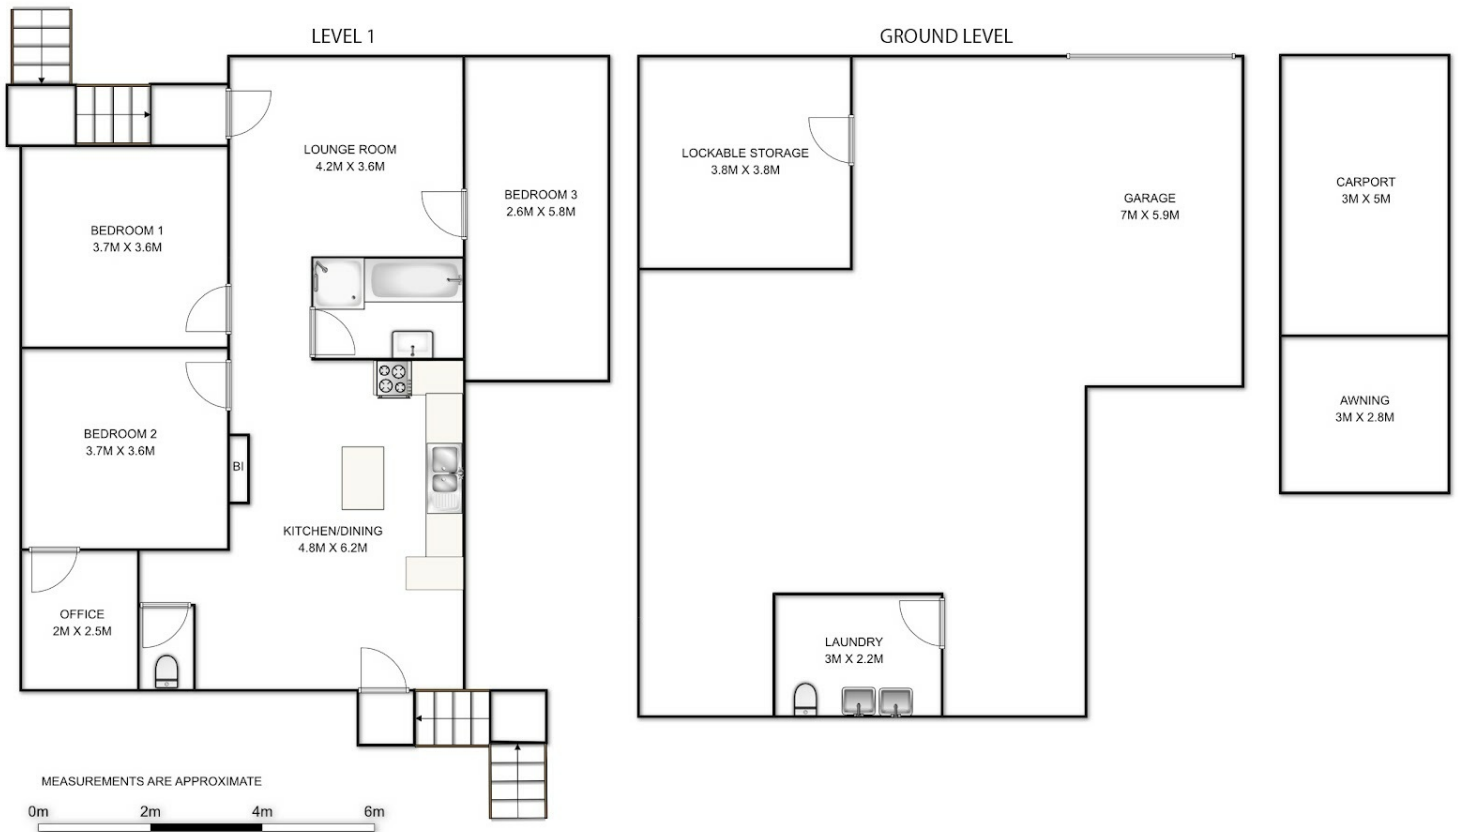 LEVEL 1
GROUND LEVEL
LOUNGE ROOM
4.2M X 3.6M
BEDROOM 3
2.6M X 5.8M
BEDROOM 1
3.7M X 3.6M
BEDROOM 2
3.7M X 3.6M
BI
KITCHEN/DINING
4.8M X 6.2M
OFFICE
2M X 2.5M
LOCKABLE STORAGE
3.8M X 3.8M
GARAGE
7M X 5.9M
LAUNDRY
3M X 2.2M
CARPORT
3M X 5M
AWNING
3M X 2.8M
MEASUREMENTS ARE APPROXIMATE
0m 2m 4m 6m